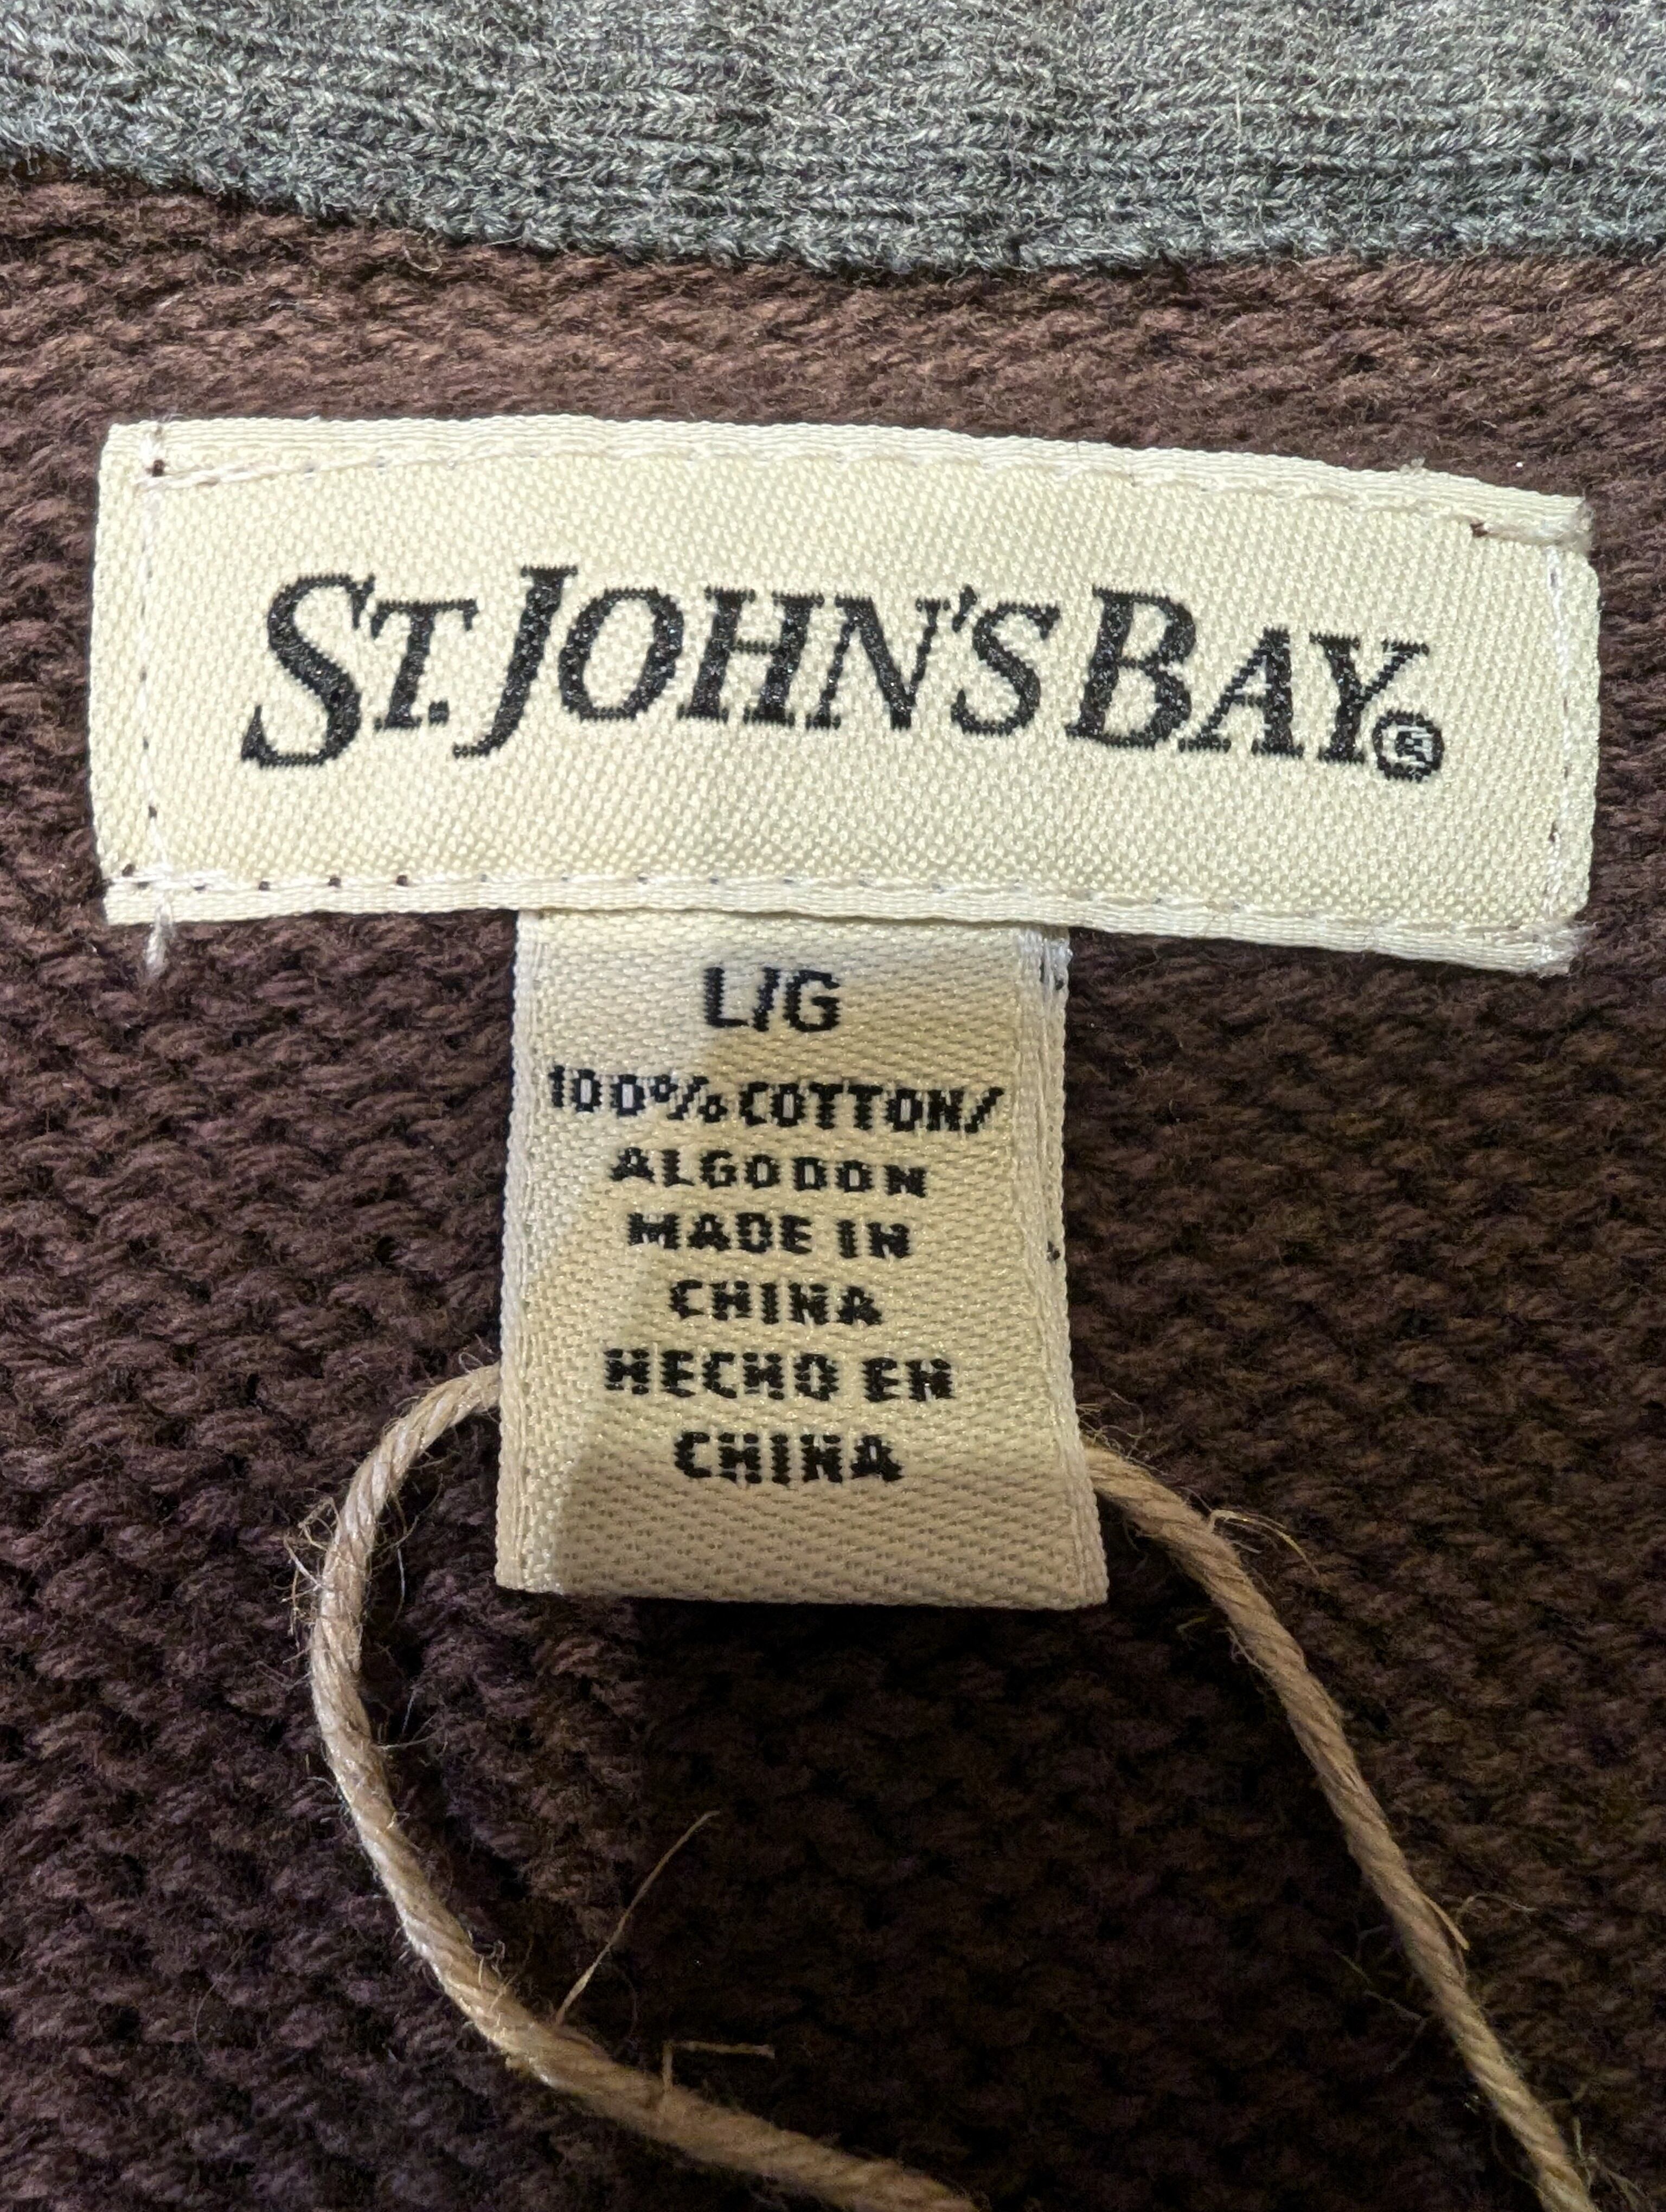 ST. JOHN'S BAY®
L/G
100% COTTON/
ALGODON
MADE IN
CHINA
HECHO EN
CHINA